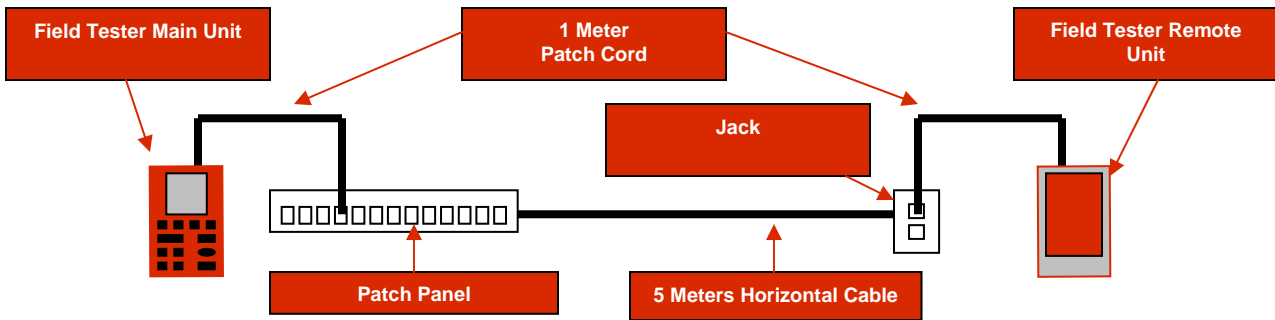 Field Tester Main Unit
1 Meter
Patch Cord
Field Tester Remote
Unit
Jack
Patch Panel
5 Meters Horizontal Cable